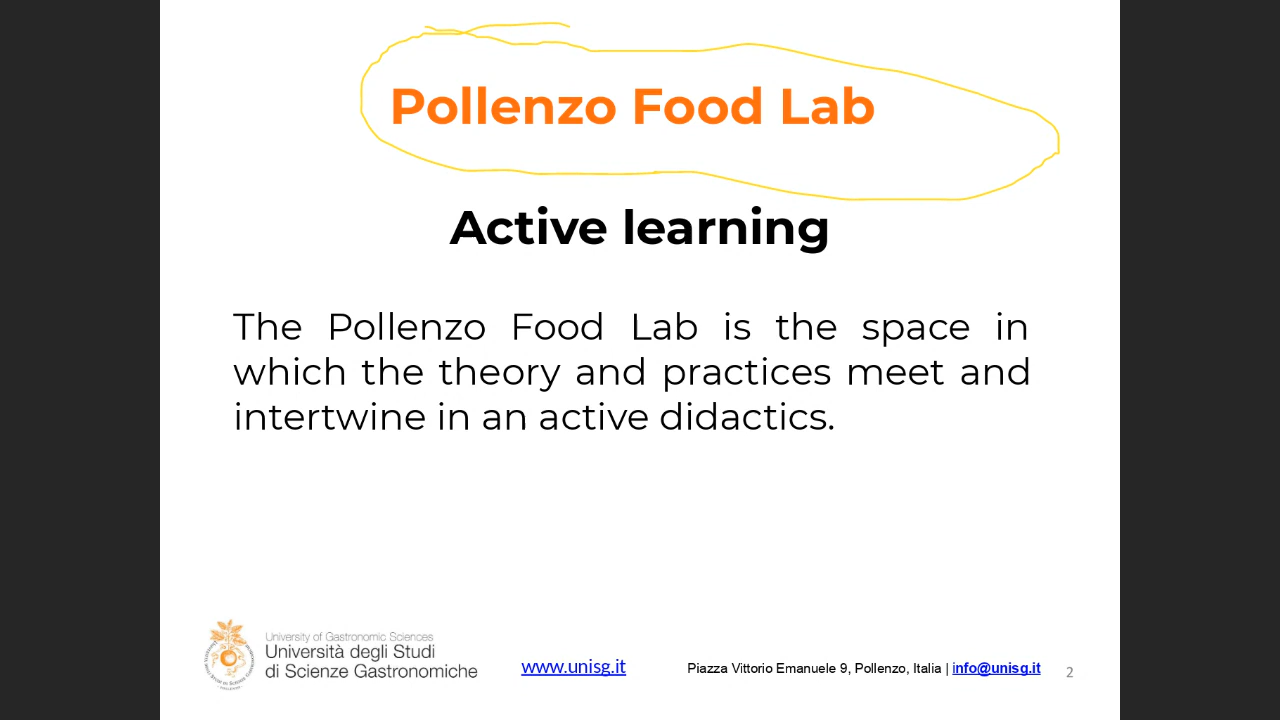 Pollenzo Food Lab
Active learning
The Pollenzo Food Lab is the space in
which the theory and practices meet and
intertwine in an active didactics.
University of Gastronomic Sciences
Università degli Studi
di Scienze Gastronomiche
www.unisg.it
Piazza Vittorio Emanuele 9, Pollenzo, Italia | info@unisg.it
2